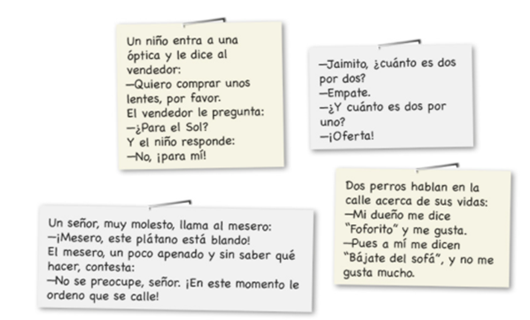 Un niño entra a una
óptica y le dice al
vendedor:
—Quiero comprar unos
lentes, por favor.
El vendedor le pregunta:
—¿Para el Sol?
Y el niño responde:
—No, ¡para mí!
—Jaimito, ¿cuánto es dos
por dos?
—Empate.
—¿Y cuánto es dos por
uno?
—¡Oferta!
Un señor, muy molesto, llama al mesero:
—¡Mesero, este plátano está blando!
El mesero, un poco apenado y sin saber qué
hacer, contesta:
—No se preocupe, señor. ¡En este momento le
ordeno que se calle!
Dos perros hablan en la
calle acerca de sus vidas:
—Mi dueño me dice
“Foforito” y me gusta.
—Pues a mí me dicen
“Bájate del sofá”, y no me
gusta mucho.